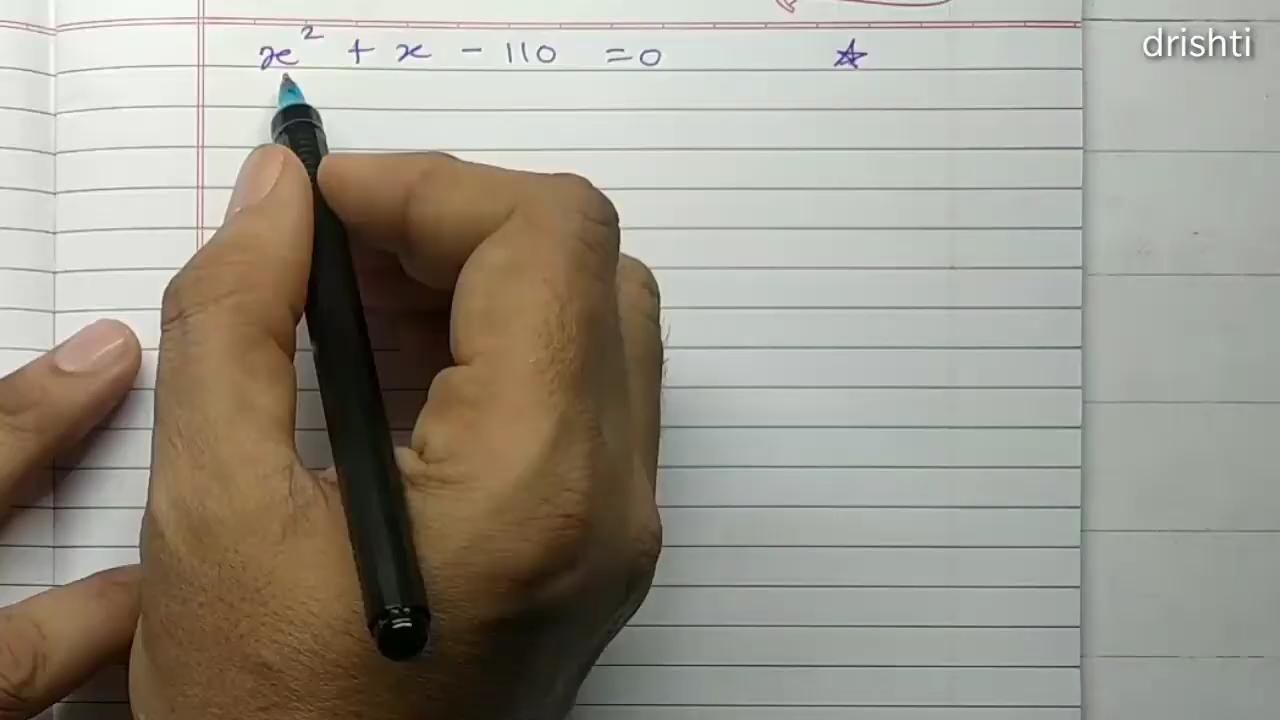 x² + x - 110 = 0 ☆
drishti